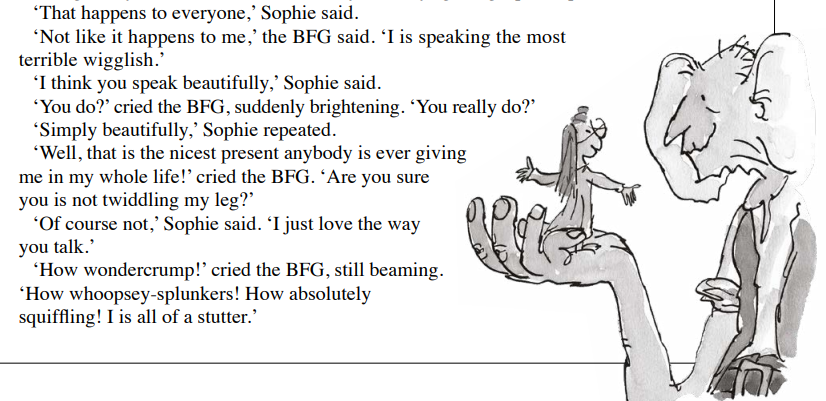 ‘That happens to everyone,’ Sophie said.
‘Not like it happens to me,’ the BFG said. ‘I is speaking the most
terrible wigglish.’
‘I think you speak beautifully,’ Sophie said.
‘You do?’ cried the BFG, suddenly brightening. ‘You really do?’
‘Simply beautifully,’ Sophie repeated.
‘Well, that is the nicest present anybody is ever giving
me in my whole life!’ cried the BFG. ‘Are you sure
you is not twiddling my leg?’
‘Of course not,’ Sophie said. ‘I just love the way
you talk.’
‘How wondercrump!’ cried the BFG, still beaming.
‘How whoopsey-splunkers! How absolutely
squiffling! I is all of a stutter.’